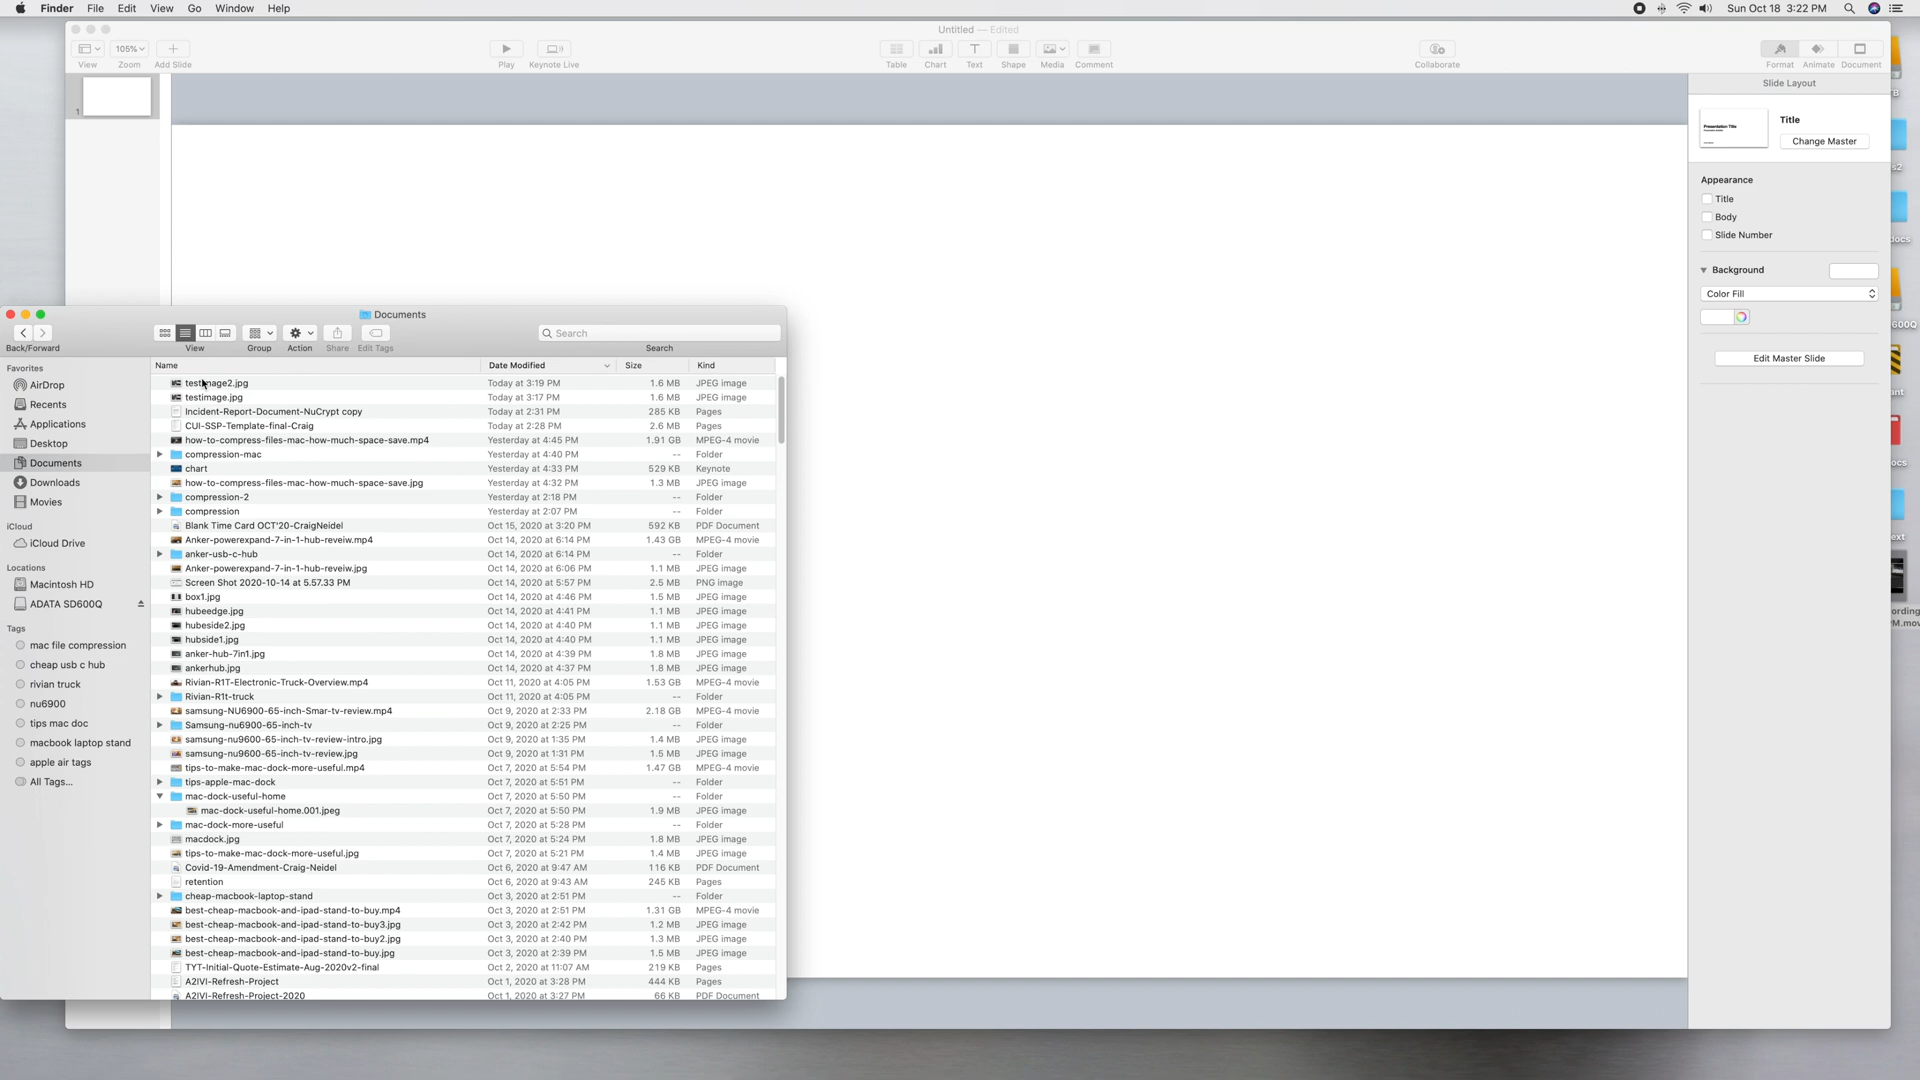 Finder File Edit View Go Window Help
Sun Oct 18 3:22 PM
Untitled — Edited
105%
View Zoom Add Slide
Play Keynote Live
Table Chart Text Shape Media Comment
Collaborate
Format Animate Document
1
Slide Layout
Presentation Title
Title
Change Master
Appearance
Title
Body
Slide Number
Background
Color Fill
Edit Master Slide
Documents
Search
Back/Forward View Group Action Share Edit Tags Search
Favorites
AirDrop
Recents
Applications
Desktop
Documents
Downloads
Movies
iCloud
iCloud Drive
Locations
Macintosh HD
ADATA SD600Q
Tags
mac file compression
cheap usb c hub
rivian truck
nu6900
tips mac doc
macbook laptop stand
apple air tags
All Tags...
Name Date Modified Size Kind
testimage2.jpg Today at 3:19 PM 1.6 MB JPEG image
testimage.jpg Today at 3:17 PM 1.6 MB JPEG image
Incident-Report-Document-NuCrypt copy Today at 2:31 PM 285 KB Pages
CUI-SSP-Template-final-Craig Today at 2:28 PM 2.6 MB Pages
how-to-compress-files-mac-how-much-space-save.mp4 Yesterday at 4:45 PM 1.91 GB MPEG-4 movie
compression-mac Yesterday at 4:40 PM -- Folder
chart Yesterday at 4:33 PM 529 KB Keynote
how-to-compress-files-mac-how-much-space-save.jpg Yesterday at 4:32 PM 1.3 MB JPEG image
compression-2 Yesterday at 2:18 PM -- Folder
compression Yesterday at 2:07 PM -- Folder
Blank Time Card OCT'20-CraigNeidel Oct 15, 2020 at 3:20 PM 592 KB PDF Document
Anker-powerexpand-7-in-1-hub-reveiw.mp4 Oct 14, 2020 at 6:14 PM 1.43 GB MPEG-4 movie
anker-usb-c-hub Oct 14, 2020 at 6:14 PM -- Folder
Anker-powerexpand-7-in-1-hub-reveiw.jpg Oct 14, 2020 at 6:06 PM 1.1 MB JPEG image
Screen Shot 2020-10-14 at 5.57.33 PM Oct 14, 2020 at 5:57 PM 2.5 MB PNG image
box1.jpg Oct 14, 2020 at 4:46 PM 1.5 MB JPEG image
hubeedge.jpg Oct 14, 2020 at 4:41 PM 1.1 MB JPEG image
hubeside2.jpg Oct 14, 2020 at 4:40 PM 1.1 MB JPEG image
hubside1.jpg Oct 14, 2020 at 4:40 PM 1.1 MB JPEG image
anker-hub-7in1.jpg Oct 14, 2020 at 4:39 PM 1.8 MB JPEG image
ankerhub.jpg Oct 14, 2020 at 4:37 PM 1.8 MB JPEG image
Rivian-R1T-Electronic-Truck-Overview.mp4 Oct 11, 2020 at 4:05 PM 1.53 GB MPEG-4 movie
Rivian-R1t-truck Oct 11, 2020 at 4:05 PM -- Folder
samsung-NU6900-65-inch-Smar-tv-review.mp4 Oct 9, 2020 at 2:33 PM 2.18 GB MPEG-4 movie
Samsung-nu6900-65-inch-tv Oct 9, 2020 at 2:25 PM -- Folder
samsung-nu9600-65-inch-tv-review-intro.jpg Oct 9, 2020 at 1:35 PM 1.4 MB JPEG image
samsung-nu9600-65-inch-tv-review.jpg Oct 9, 2020 at 1:31 PM 1.5 MB JPEG image
tips-to-make-mac-dock-more-useful.mp4 Oct 7, 2020 at 5:54 PM 1.47 GB MPEG-4 movie
tips-apple-mac-dock Oct 7, 2020 at 5:51 PM -- Folder
mac-dock-useful-home Oct 7, 2020 at 5:50 PM -- Folder
mac-dock-useful-home.001.jpeg Oct 7, 2020 at 5:50 PM 1.9 MB JPEG image
mac-dock-more-useful Oct 7, 2020 at 5:28 PM -- Folder
macdock.jpg Oct 7, 2020 at 5:24 PM 1.8 MB JPEG image
tips-to-make-mac-dock-more-useful.jpg Oct 7, 2020 at 5:21 PM 1.4 MB JPEG image
Covid-19-Amendment-Craig-Neidel Oct 6, 2020 at 9:47 AM 116 KB PDF Document
retention Oct 6, 2020 at 9:43 AM 245 KB Pages
cheap-macbook-laptop-stand Oct 3, 2020 at 2:51 PM -- Folder
best-cheap-macbook-and-ipad-stand-to-buy.mp4 Oct 3, 2020 at 2:51 PM 1.31 GB MPEG-4 movie
best-cheap-macbook-and-ipad-stand-to-buy3.jpg Oct 3, 2020 at 2:42 PM 1.2 MB JPEG image
best-cheap-macbook-and-ipad-stand-to-buy2.jpg Oct 3, 2020 at 2:40 PM 1.3 MB JPEG image
best-cheap-macbook-and-ipad-stand-to-buy.jpg Oct 3, 2020 at 2:39 PM 1.5 MB JPEG image
TYT-Initial-Quote-Estimate-Aug-2020v2-final Oct 2, 2020 at 11:07 AM 219 KB Pages
A2IVI-Refresh-Project Oct 1, 2020 at 3:28 PM 444 KB Pages
A2IVI-Refresh-Project-2020 Oct 1, 2020 at 3:27 PM 66 KB PDF Document